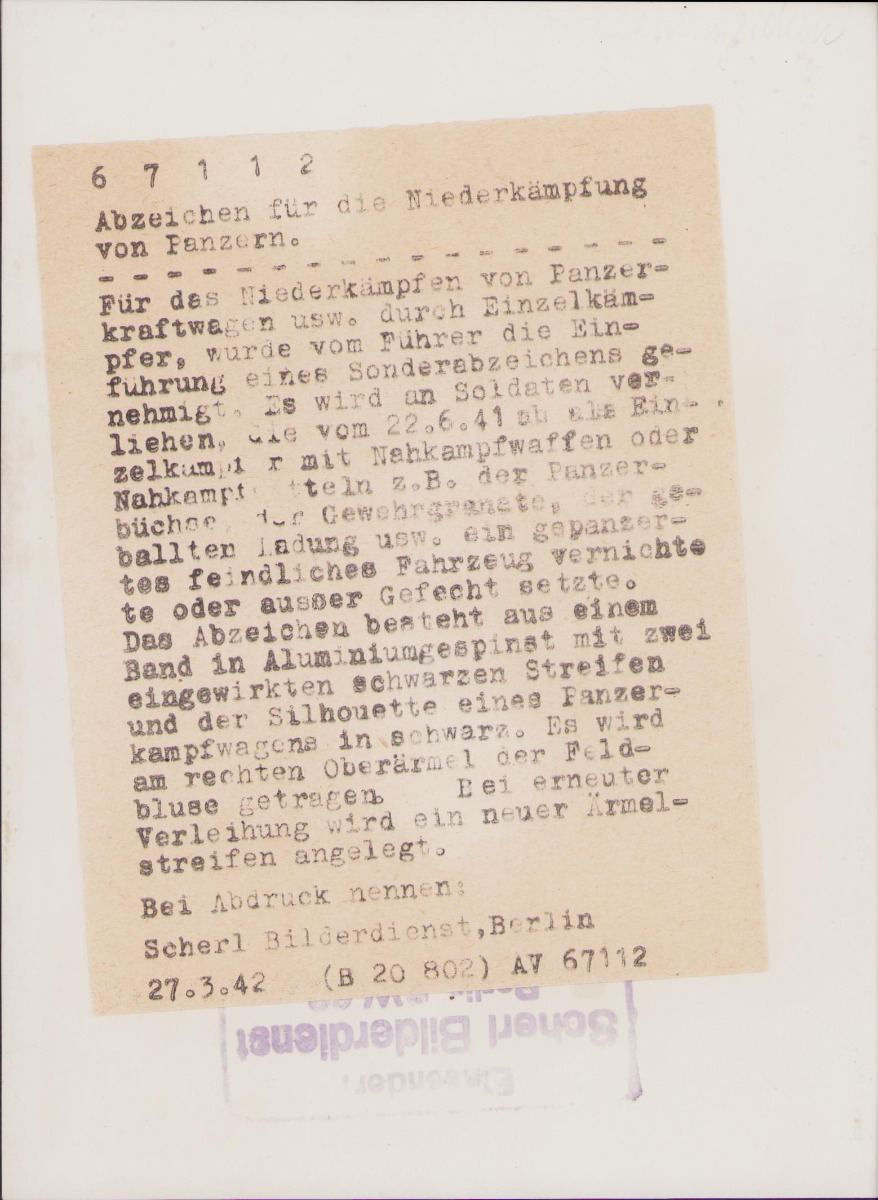 6 7 1 1 2
Abzeichen für die Niederkämpfung
von Panzern.
- - - - - - - - - - - - - - - - -
Für das Niederkämpfen von Panzer-
kraftwagen usw. durch Einzelkäm-
pfer, wurde vom Führer die Ein-
führung eines Sonderabzeichens ge-
nehmigt. Es wird an Soldaten ver-
liehen, die vom 22.6.41 ab als Ein-
zelkämpfer mit Nahkampfwaffen oder
Nahkampfmitteln z.B. der Panzer-
büchse, der Gewehrgranate, der ge-
ballten Ladung usw. ein gepanzer-
tes feindliches Fahrzeug vernichte
te oder ausser Gefecht setzte.
Das Abzeichen besteht aus einem
Band in Aluminiumgespinst mit zwei
eingewirkten schwarzen Streifen
und der Silhouette eines Panzer-
kampfwagens in schwarz. Es wird
am rechten Oberärmel der Feld-
bluse getragen. Bei erneuter
Verleihung wird ein neuer Ärmel-
streifen angelegt.
Bei Abdruck nennen:
Scherl Bilderdienst,Berlin
27.3.42 (B 20 802) AV 67112
Scherl Bilderdienst